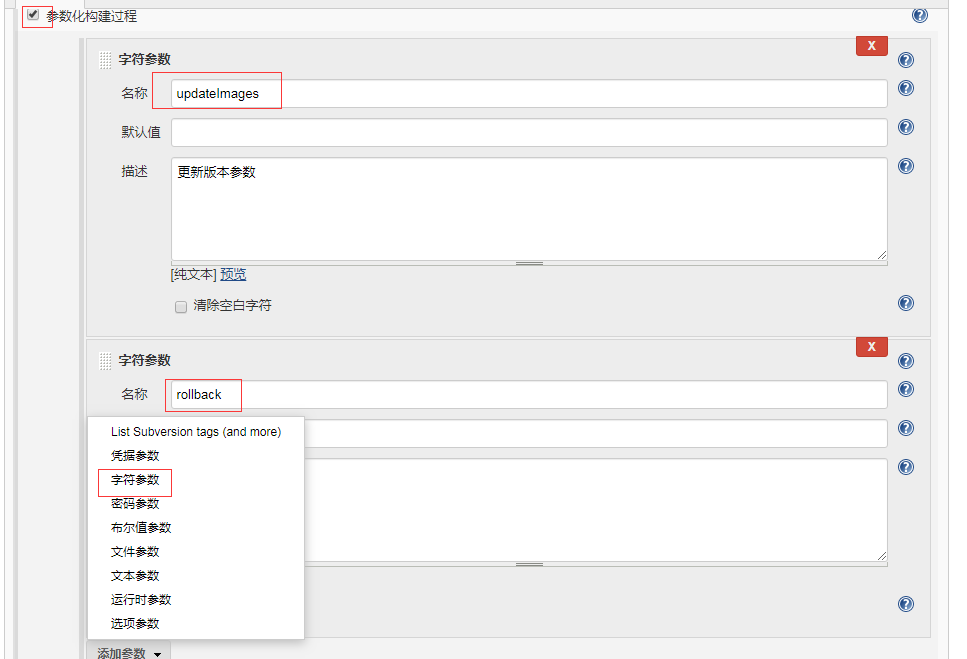 参数化构建过程
X
字符参数
名称 updateImages
默认值
描述 更新版本参数
[纯文本] 预览
清除空白字符
X
字符参数
名称 rollback
List Subversion tags (and more)
凭据参数
字符参数
密码参数
布尔值参数
文件参数
文本参数
运行时参数
选项参数
添加参数